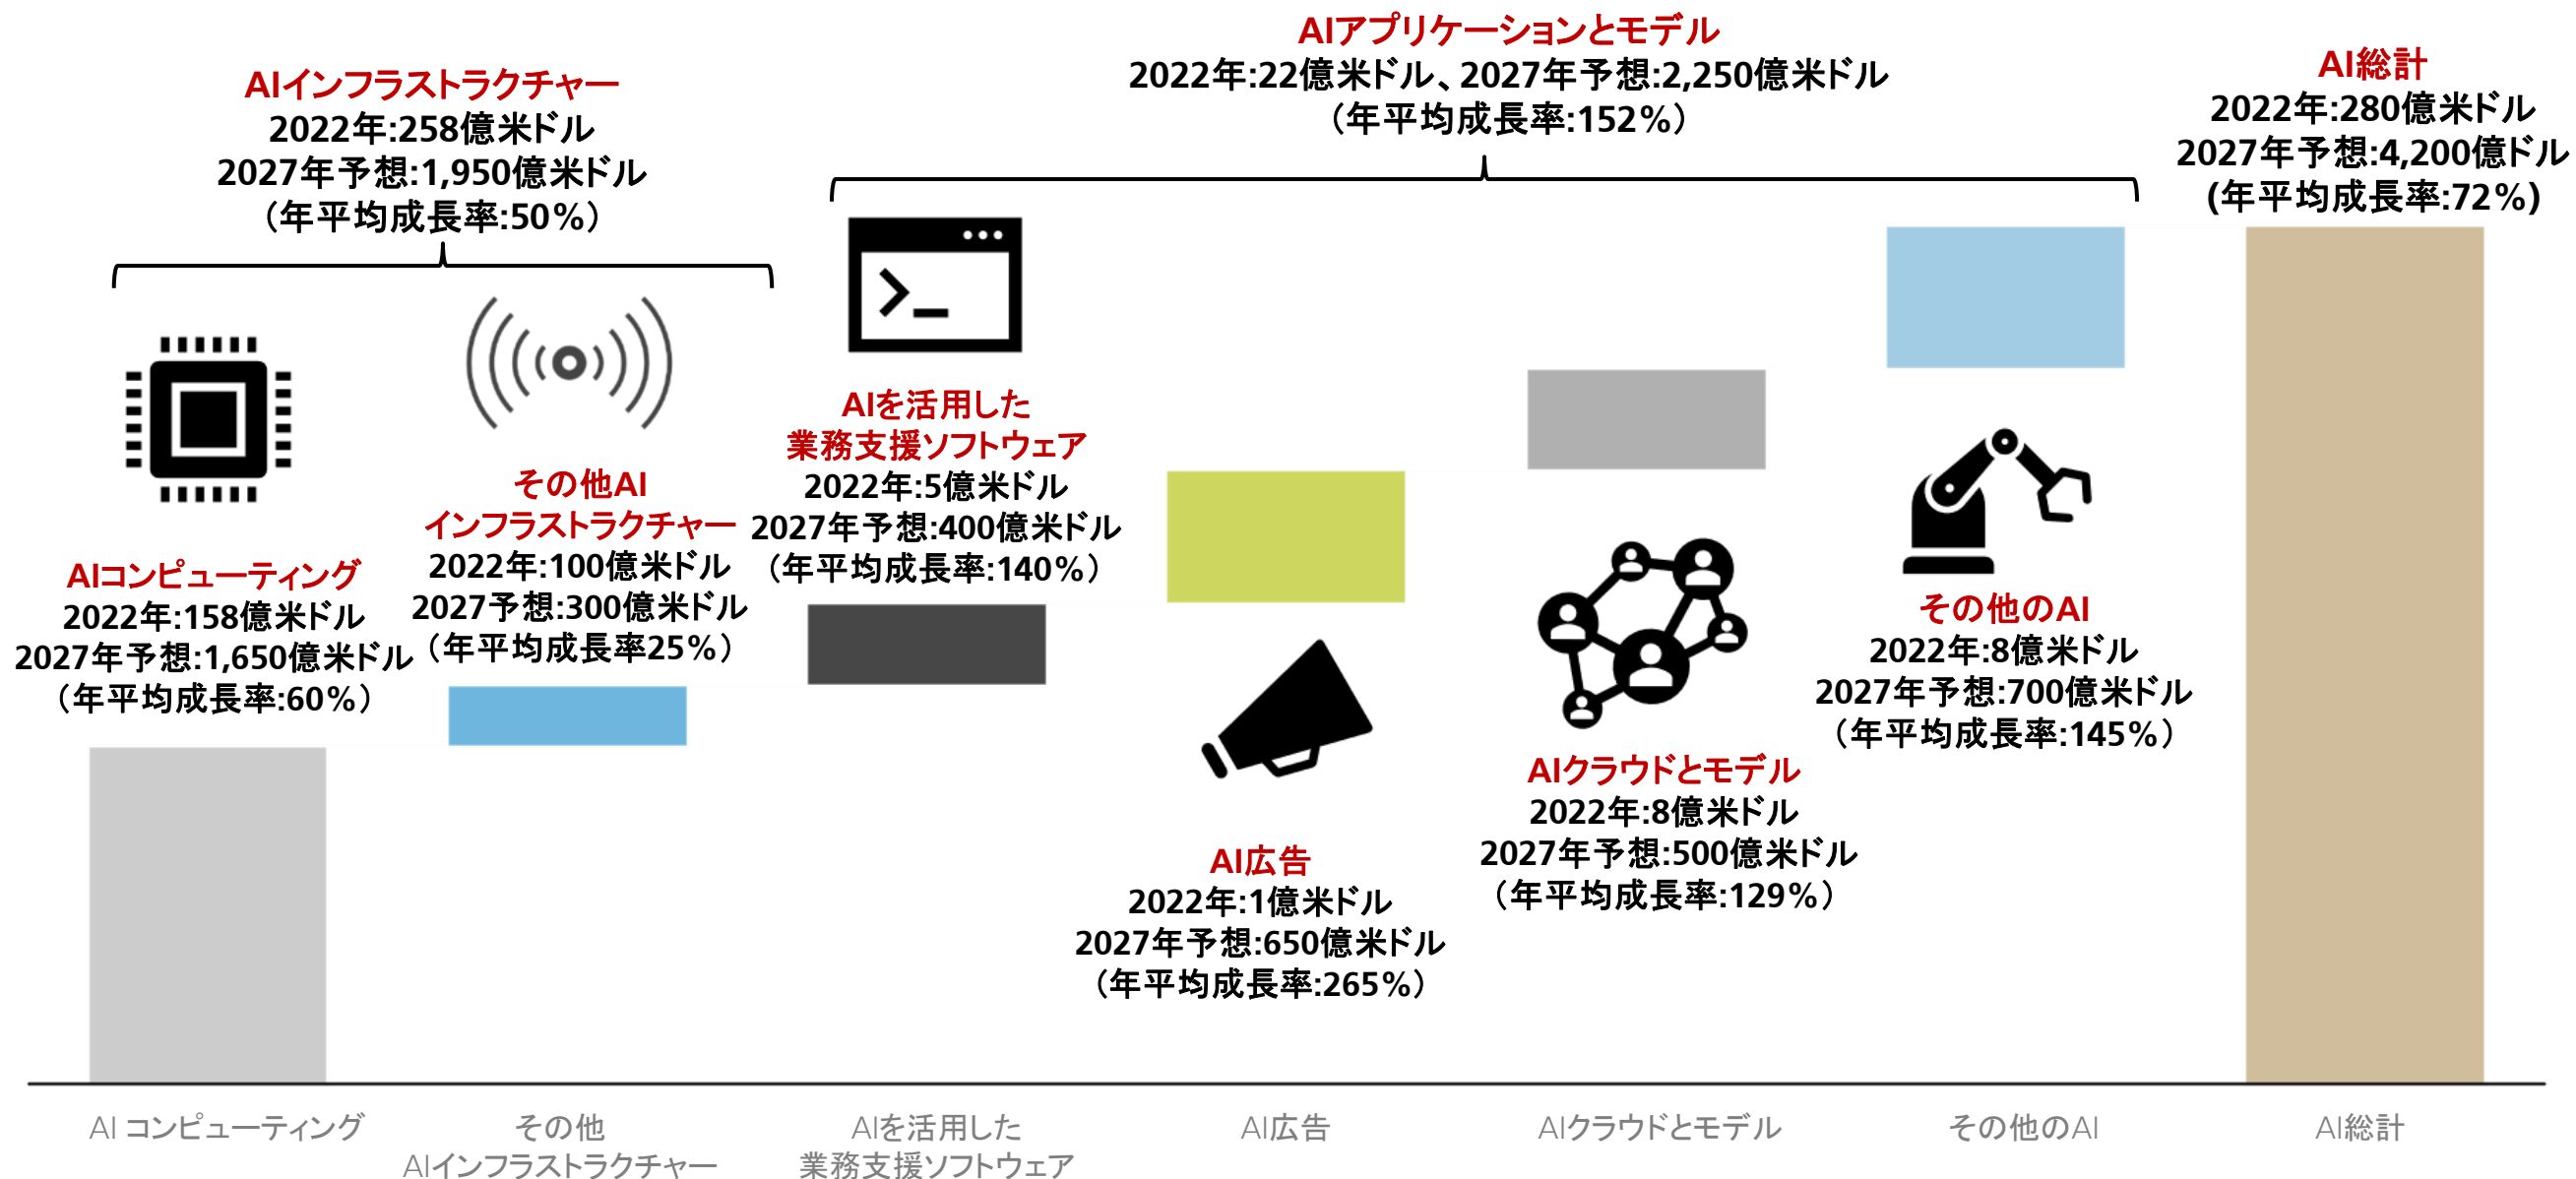 AIインフラストラクチャー
2022年:258億米ドル
2027年予想:1,950億米ドル
（年平均成長率:50%）
AIアプリケーションとモデル
2022年:22億米ドル、2027年予想:2,250億米ドル
（年平均成長率:152%）
AI総計
2022年:280億米ドル
2027年予想:4,200億ドル
(年平均成長率:72%)
AIコンピューティング
2022年:158億米ドル
2027年予想:1,650億米ドル
（年平均成長率:60%）
その他AI
インフラストラクチャー
2022年:100億米ドル
2027予想:300億米ドル
（年平均成長率25%）
AIを活用した
業務支援ソフトウェア
2022年:5億米ドル
2027年予想:400億米ドル
（年平均成長率:140%）
AI広告
2022年:1億米ドル
2027年予想:650億米ドル
（年平均成長率:265%）
AIクラウドとモデル
2022年:8億米ドル
2027年予想:500億米ドル
（年平均成長率:129%）
その他のAI
2022年:8億米ドル
2027年予想:700億米ドル
（年平均成長率:145%）
AI コンピューティング
その他
AIインフラストラクチャー
AIを活用した
業務支援ソフトウェア
AI広告
AIクラウドとモデル
その他のAI
AI総計